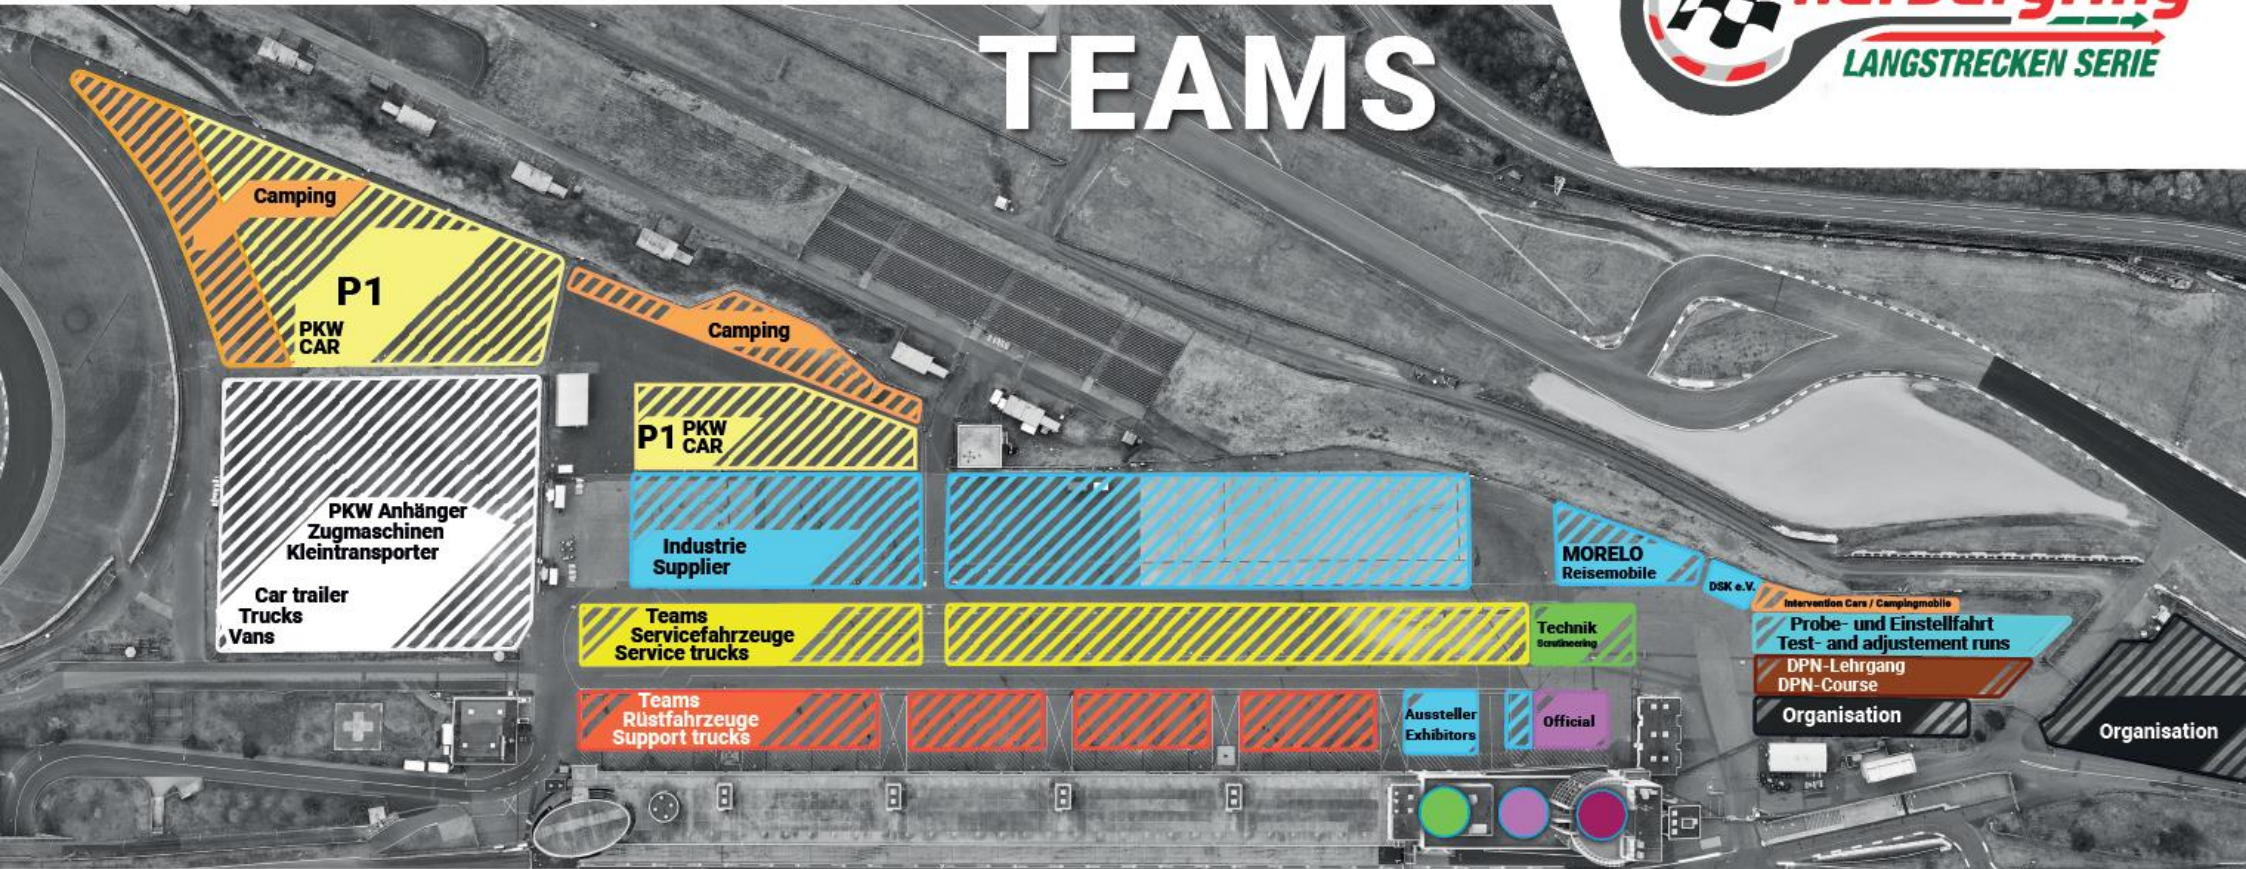 TEAMS
LANGSTRECKEN SERIE
Camping
P1
PKW
CAR
Camping
P1 PKW
CAR
PKW Anhänger
Zugmaschinen
Kleintransporter
Car trailer
Trucks
Vans
Industrie
Supplier
MORELO
Reisemobile
DSK e.V.
Intervention Cars / Campingmobile
Probe- und Einstellfahrt
Test- and adjustement runs
DPN-Lehrgang
DPN-Course
Organisation
Organisation
Teams
Servicefahrzeuge
Service trucks
Technik
Scrutineering
Teams
Rüstfahrzeuge
Support trucks
Aussteller
Exhibitors
Official